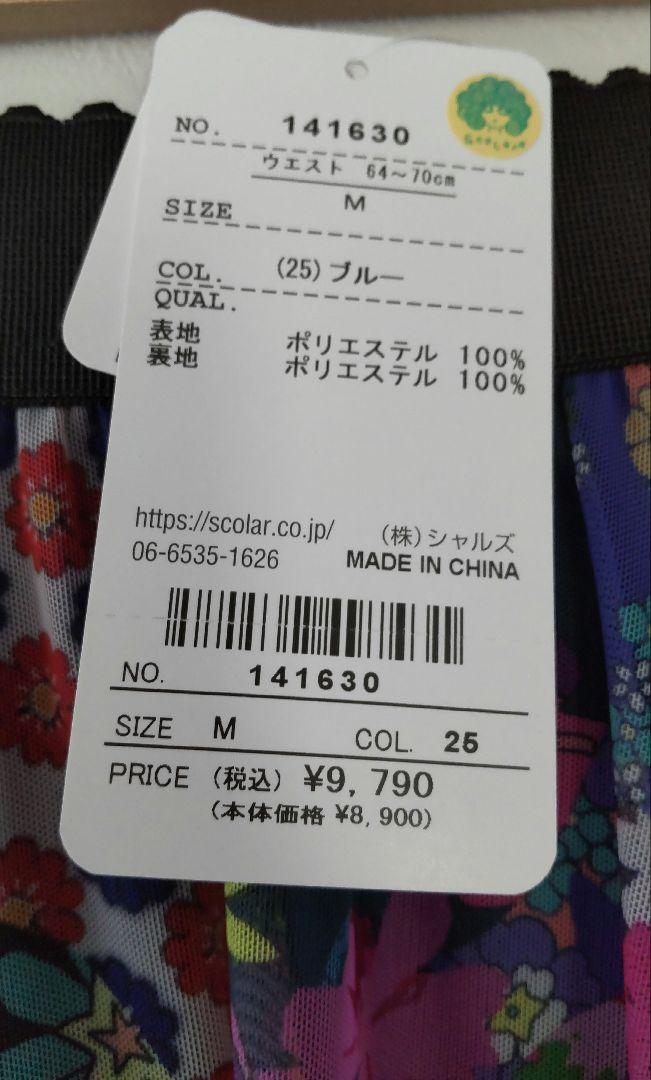 ScoLar
NO. 141630
ウエスト 64～70cm
SIZE M
COL. (25)ブルー
QUAL.
表地 ポリエステル 100%
裏地 ポリエステル 100%
https://scolar.co.jp/ (株)シャルズ
06-6535-1626 MADE IN CHINA
NO. 141630
SIZE M COL. 25
PRICE (税込) ¥9,790
(本体価格 ¥8,900)